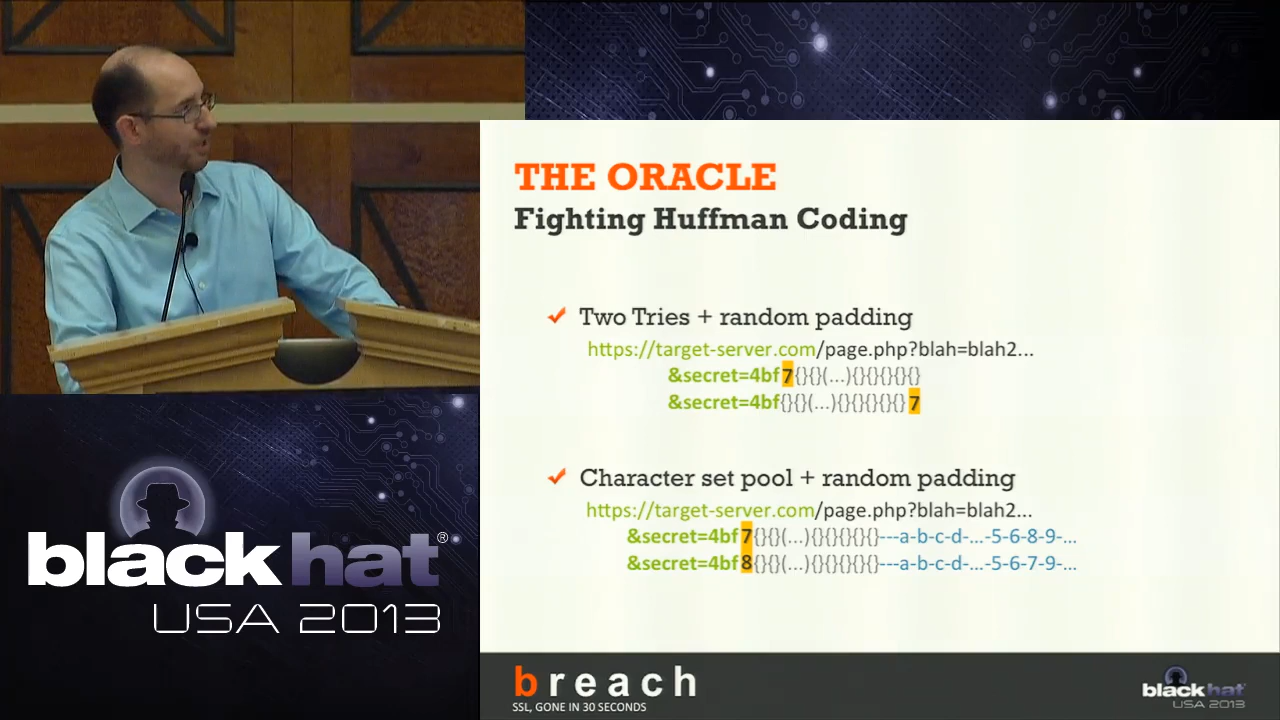 THE ORACLE
Fighting Huffman Coding
Two Tries + random padding
https://target-server.com/page.php?blah=blah2...
&secret=4bf7{}{}(...){}{}{}{}{}
&secret=4bf{}{}(...){}{}{}{}{}7
Character set pool + random padding
https://target-server.com/page.php?blah=blah2...
&secret=4bf7{}{}(...){}{}{}{}{}---a-b-c-d-...-5-6-8-9-...
&secret=4bf8{}{}(...){}{}{}{}{}---a-b-c-d-...-5-6-7-9-...
breach
SSL, GONE IN 30 SECONDS
black hat
USA 2013
black hat®
USA 2013